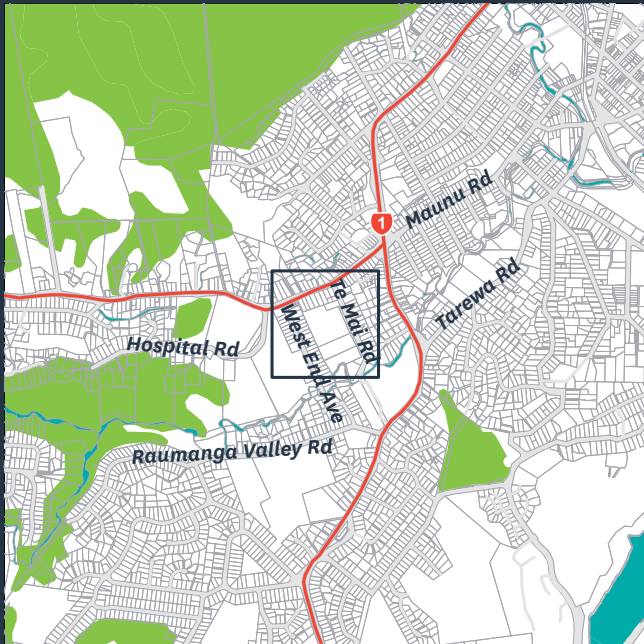 Maunu Rd
1
Tarewa Rd
Te Mai Rd
West End Ave
Hospital Rd
Raumanga Valley Rd